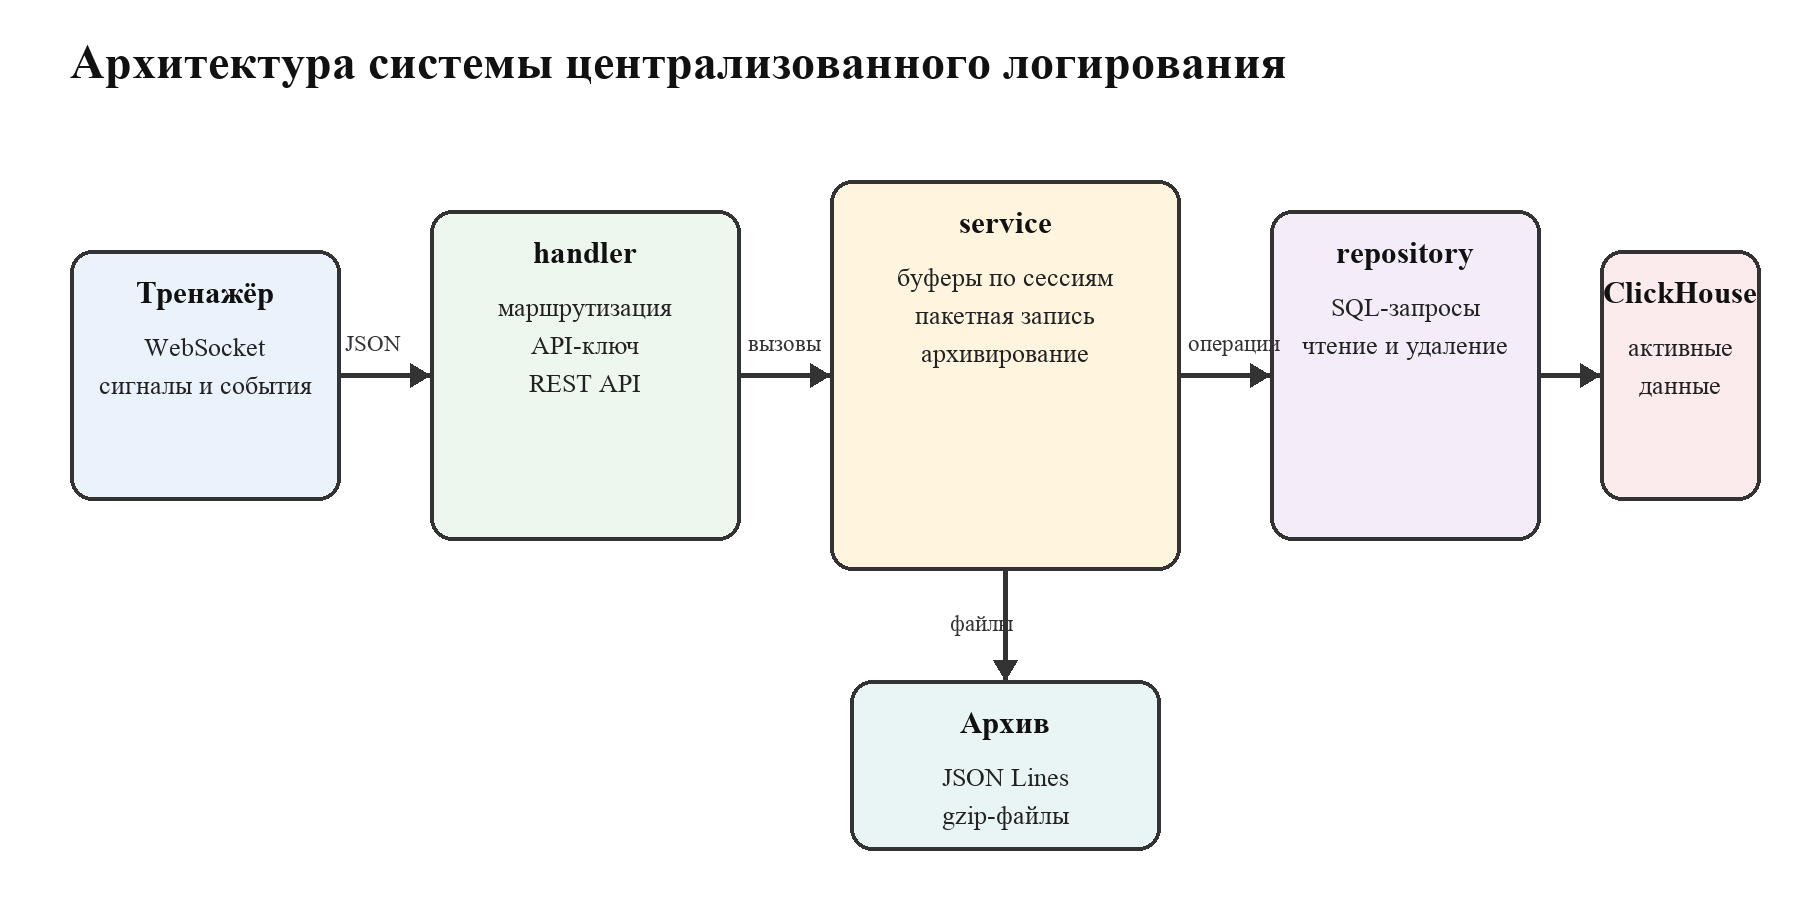 Архитектура системы централизованного логирования
Тренажёр
WebSocket
сигналы и события
JSON
handler
маршрутизация
API-ключ
REST API
вызовы
service
буферы по сессиям
пакетная запись
архивирование
операции
repository
SQL-запросы
чтение и удаление
ClickHouse
активные
данные
файлы
Архив
JSON Lines
gzip-файлы